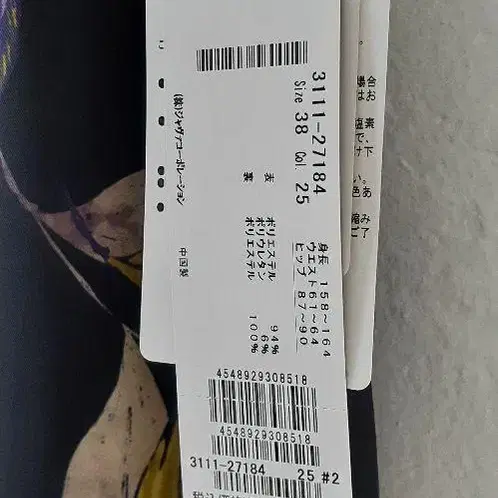 3111-27184
Size 38 Col. 25
身長 158~164
ウエスト 61~64
ヒップ 87~90
表 ポリエステル 94%
ポリウレタン 6%
裏 ポリエステル 100%
(株)ジャヴァコーポレーション
中国製
4548929308518
4548929308518
3111-27184 25 #2